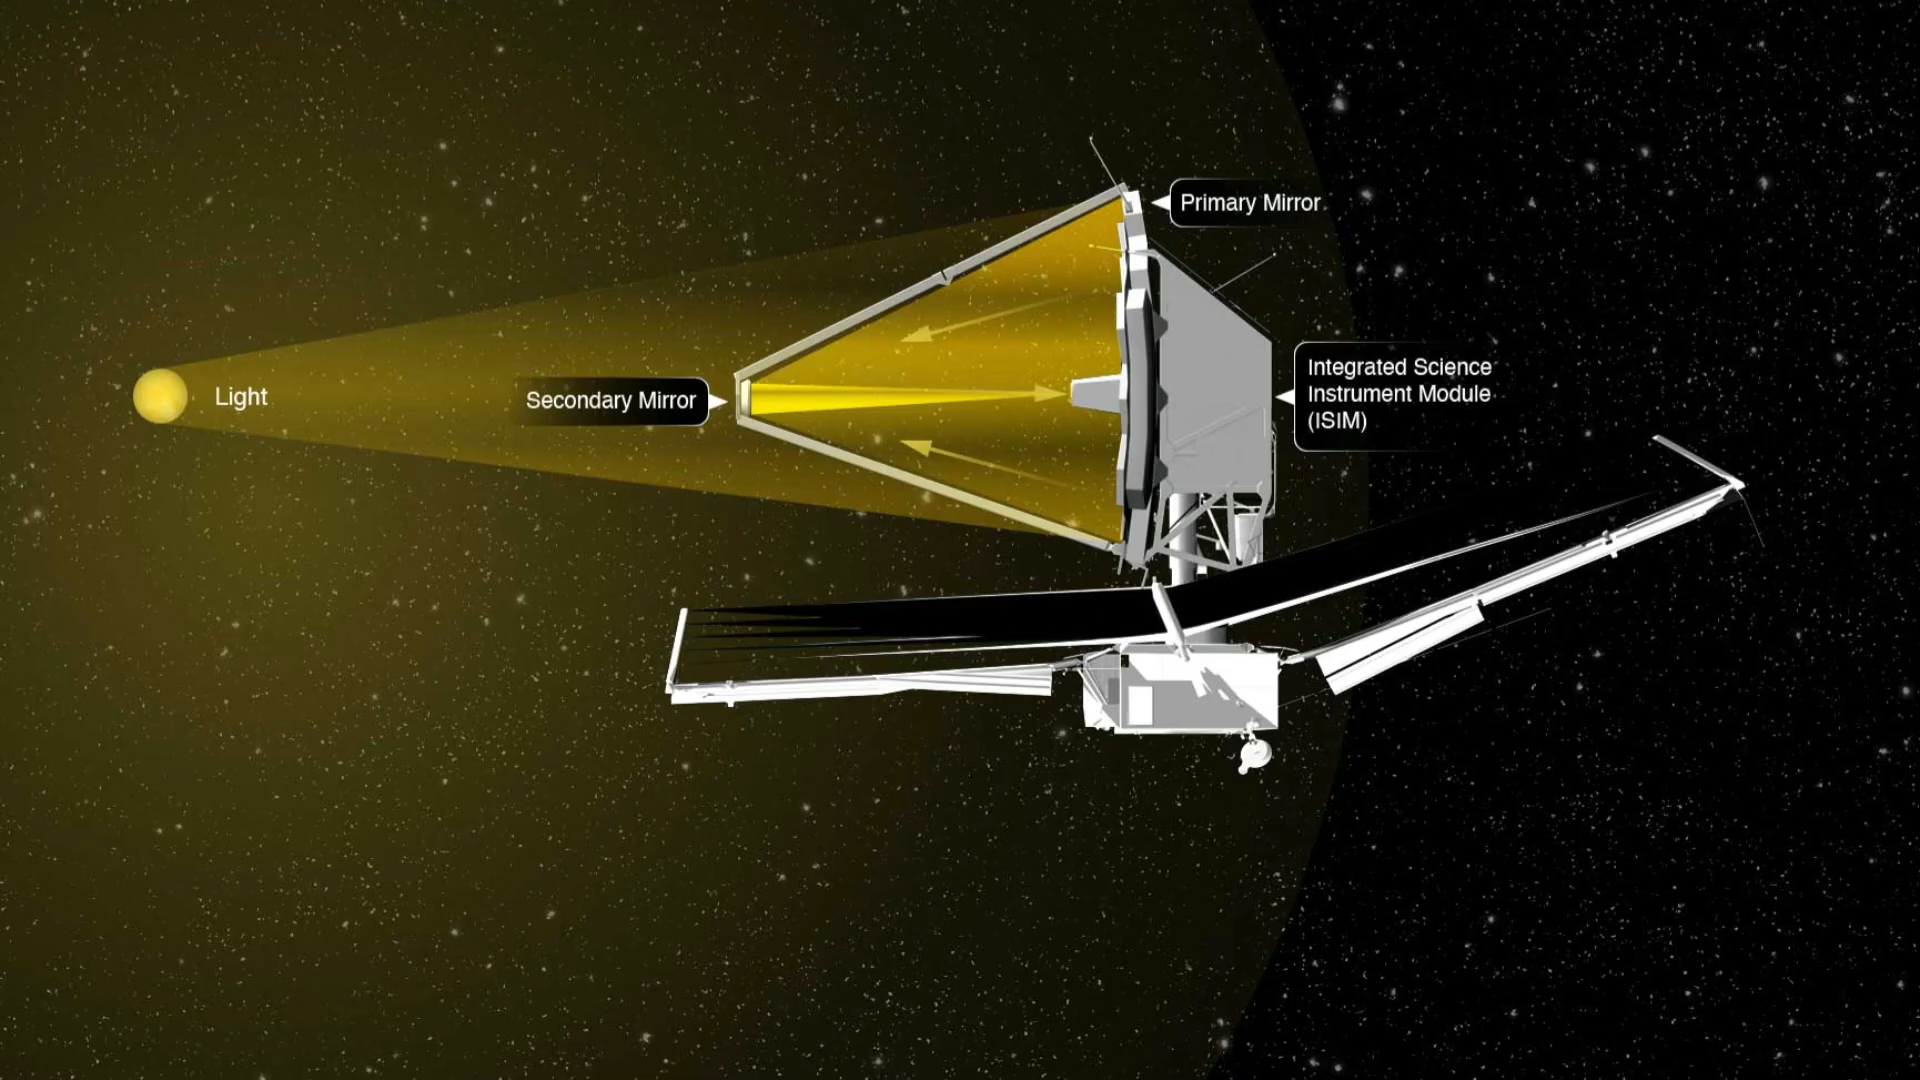 Primary Mirror
Light
Secondary Mirror
Integrated Science
Instrument Module
(ISIM)